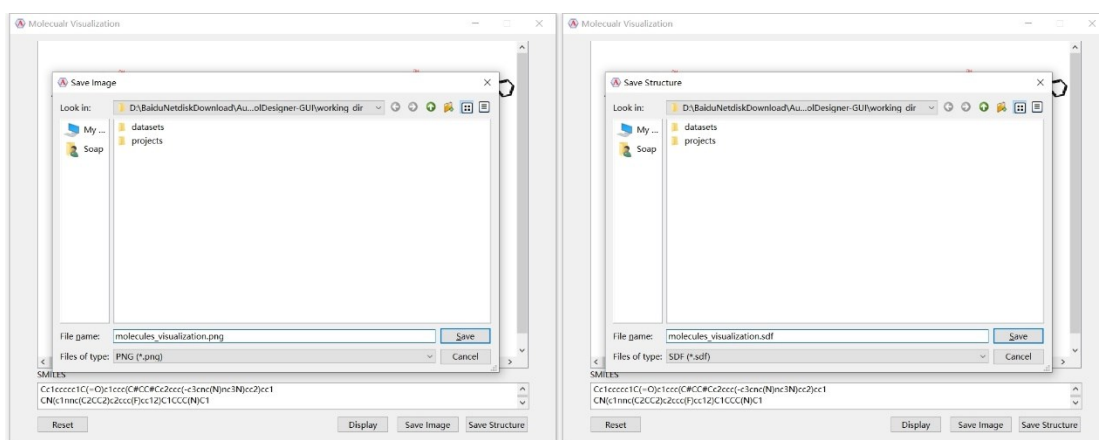 Molecualr Visualization
Save Image
Look in:
D:\BaiduNetdiskDownload\Au...olDesigner-GUI\working dir
My ...
Soap
datasets
projects
File name:
molecules_visualization.png
Save
Files of type:
PNG (*.png)
Cancel
SMILES
Cc1ccccc1C(=O)c1ccc(C#CC#Cc2ccc(-c3cnc(N)nc3N)cc2)cc1
CN(c1nnc(C2CC2)c2ccc(F)cc12)C1CCC(N)C1
Reset
Display
Save Image
Save Structure
Molecualr Visualization
Save Structure
Look in:
D:\BaiduNetdiskDownload\Au...olDesigner-GUI\working dir
My ...
Soap
datasets
projects
File name:
molecules_visualization.sdf
Save
Files of type:
SDF (*.sdf)
Cancel
SMILES
Cc1ccccc1C(=O)c1ccc(C#CC#Cc2ccc(-c3cnc(N)nc3N)cc2)cc1
CN(c1nnc(C2CC2)c2ccc(F)cc12)C1CCC(N)C1
Reset
Display
Save Image
Save Structure